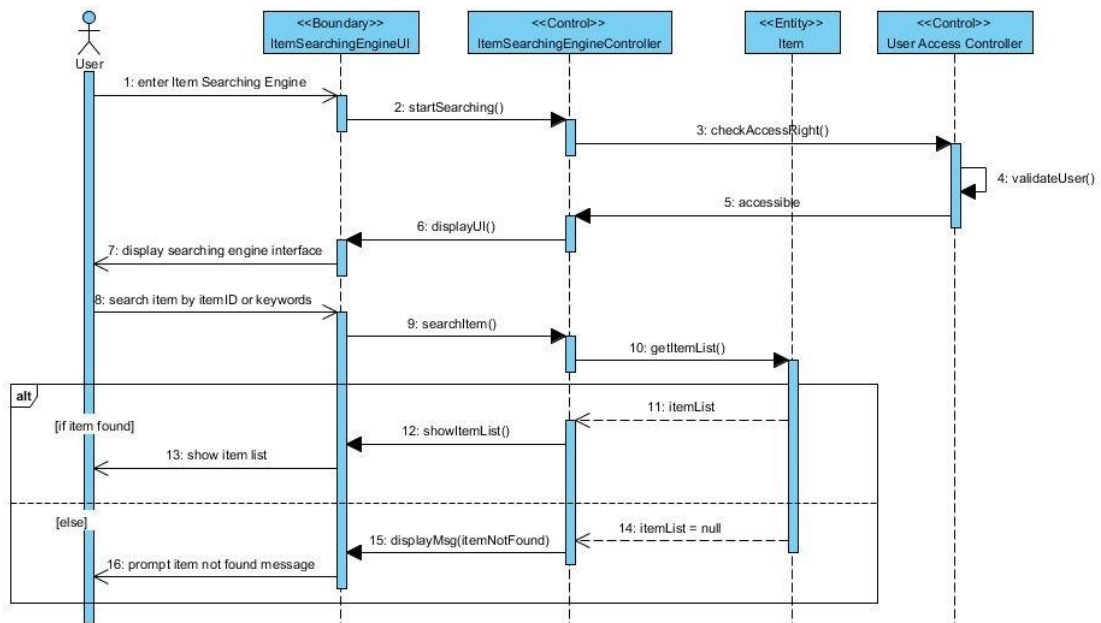 <<Boundary>>
ItemSearchingEngineUI
<<Control>>
ItemSearchingEngineController
<<Entity>>
Item
<<Control>>
User Access Controller
User
1: enter Item Searching Engine
2: startSearching()
3: checkAccessRight()
4: validateUser()
5: accessible
6: displayUI()
7: display searching engine interface
8: search item by itemID or keywords
9: searchItem()
10: getItemList()
alt
[if item found]
11: itemList
12: showItemList()
13: show item list
[else]
14: itemList = null
15: displayMsg(itemNotFound)
16: prompt item not found message